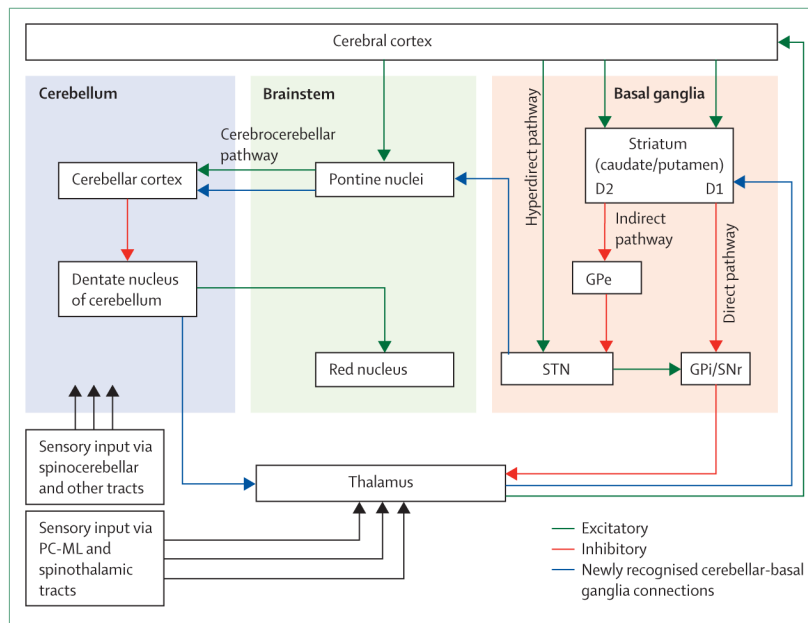 Cerebral cortex
Cerebellum
Brainstem
Basal ganglia
Cerebrocerebellar
pathway
Hyperdirect pathway
Striatum
(caudate/putamen)
D2
D1
Cerebellar cortex
Pontine nuclei
Indirect
pathway
Direct pathway
Dentate nucleus
of cerebellum
GPe
Red nucleus
STN
GPi/SNr
Sensory input via
spinocerebellar
and other tracts
Thalamus
Sensory input via
PC-ML and
spinothalamic
tracts
Excitatory
Inhibitory
Newly recognised cerebellar-basal
ganglia connections